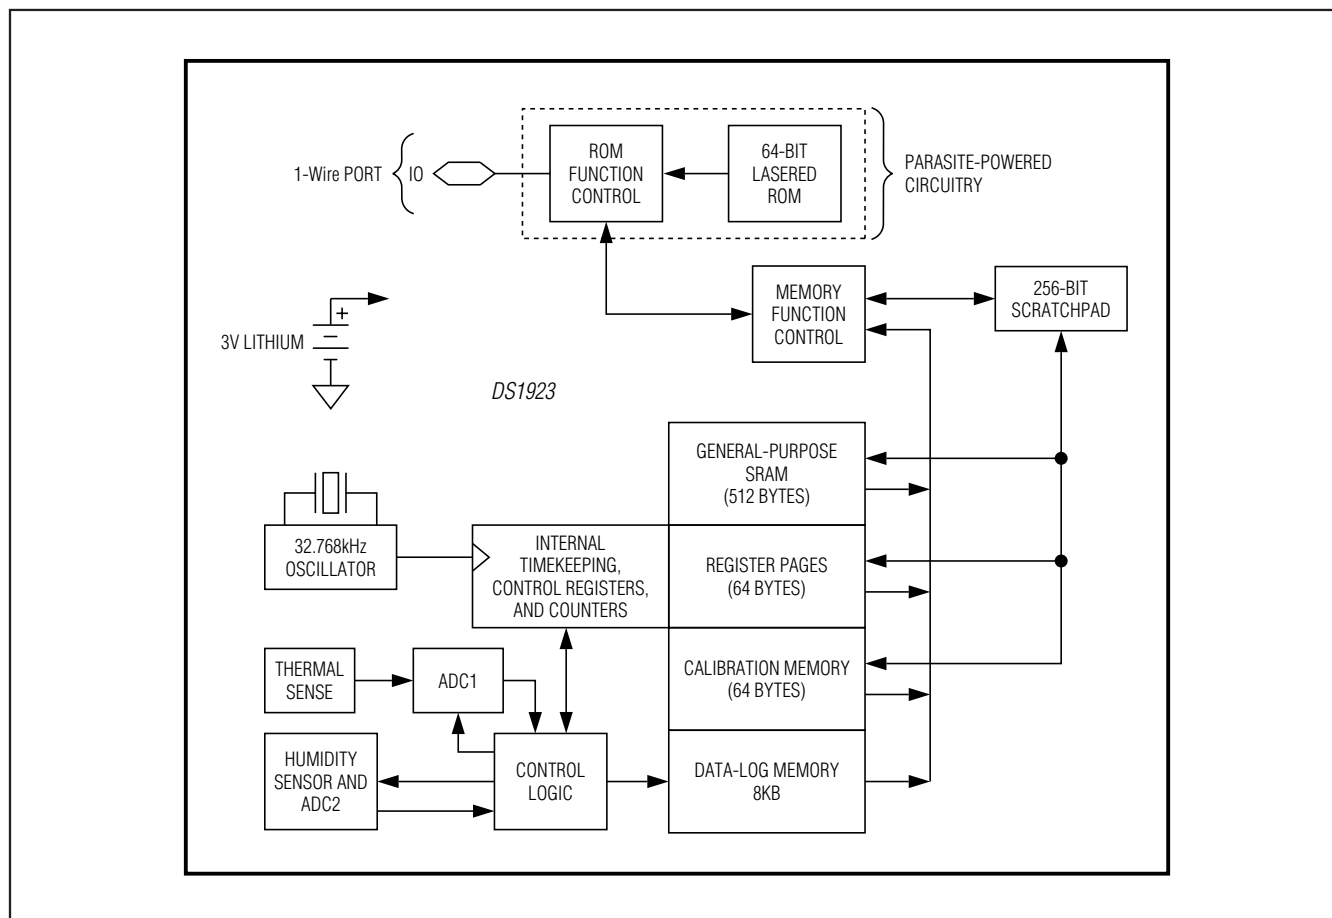 ROM
FUNCTION
CONTROL
64-BIT
LASERED
ROM
1-Wire PORT
IO
PARASITE-POWERED
CIRCUITRY
MEMORY
FUNCTION
CONTROL
256-BIT
SCRATCHPAD
+
3V LITHIUM
DS1923
GENERAL-PURPOSE
SRAM
(512 BYTES)
32.768kHz
OSCILLATOR
INTERNAL
TIMEKEEPING,
CONTROL REGISTERS,
AND COUNTERS
REGISTER PAGES
(64 BYTES)
THERMAL
SENSE
ADC1
CALIBRATION MEMORY
(64 BYTES)
HUMIDITY
SENSOR AND
ADC2
CONTROL
LOGIC
DATA-LOG MEMORY
8KB